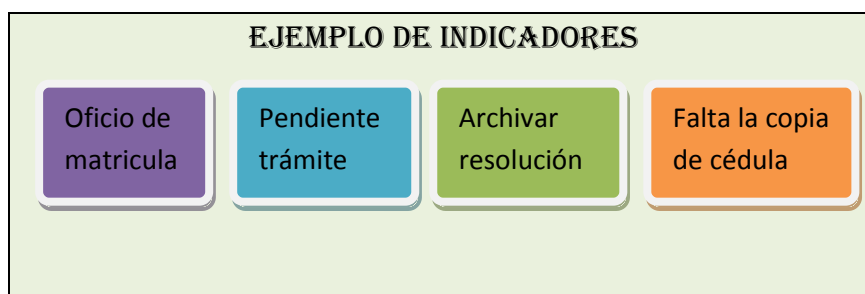 EJEMPLO DE INDICADORES
Oficio de
matricula
Pendiente
trámite
Archivar
resolución
Falta la copia
de cédula